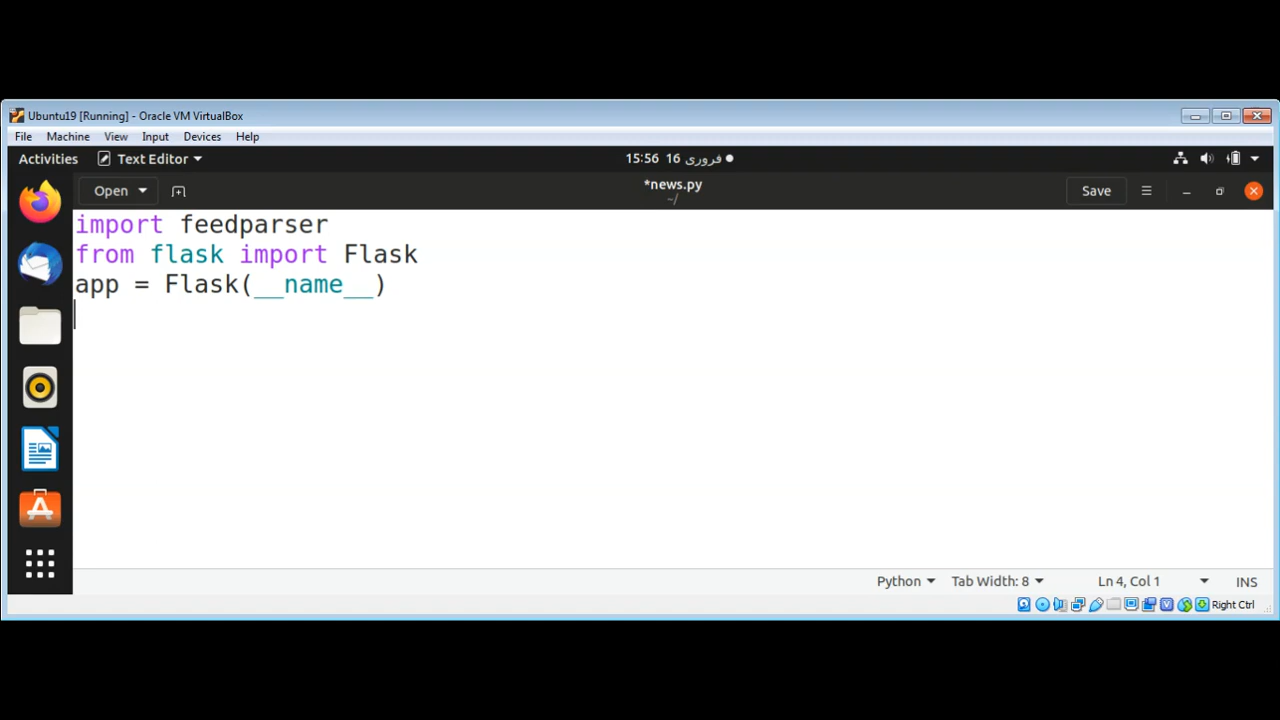 Ubuntu19 [Running] - Oracle VM VirtualBox
File Machine View Input Devices Help
Activities Text Editor 15:56 16 فروری
Open *news.py Save
~/
import feedparser
from flask import Flask
app = Flask(__name__)
Python Tab Width: 8 Ln 4, Col 1 INS
Right Ctrl